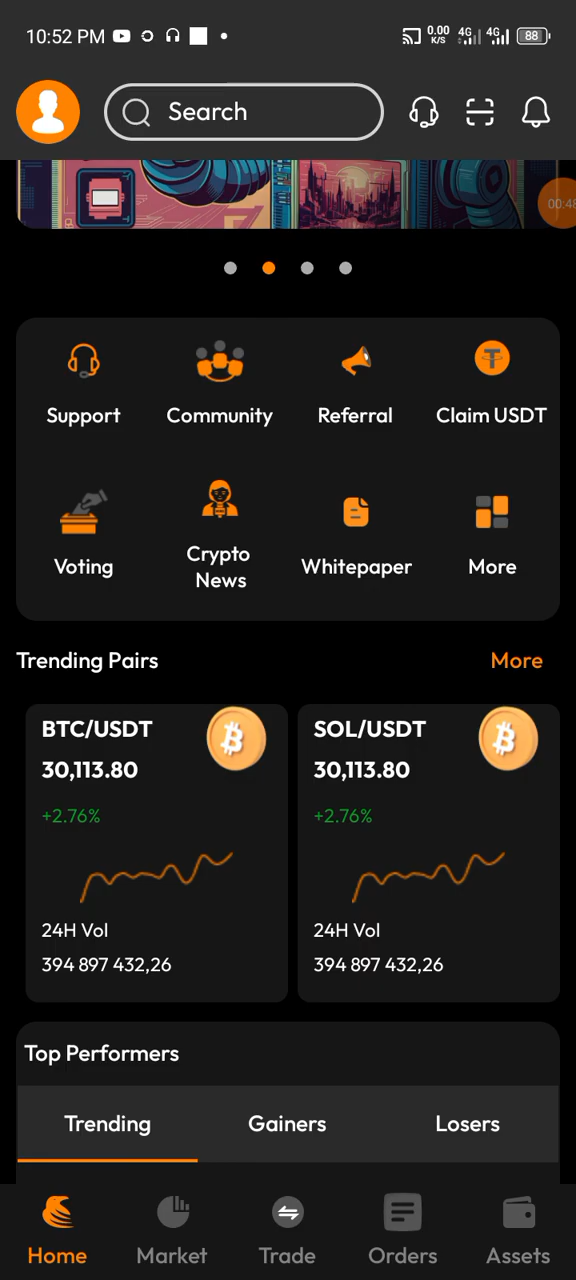 10:52 PM
0.00 K/S 4G 4G 88
Search
00:48
Support Community Referral Claim USDT
Voting Crypto News Whitepaper More
Trending Pairs More
BTC/USDT SOL/USDT
30,113.80 30,113.80
+2.76% +2.76%
24H Vol 24H Vol
394 897 432,26 394 897 432,26
Top Performers
Trending Gainers Losers
Home Market Trade Orders Assets